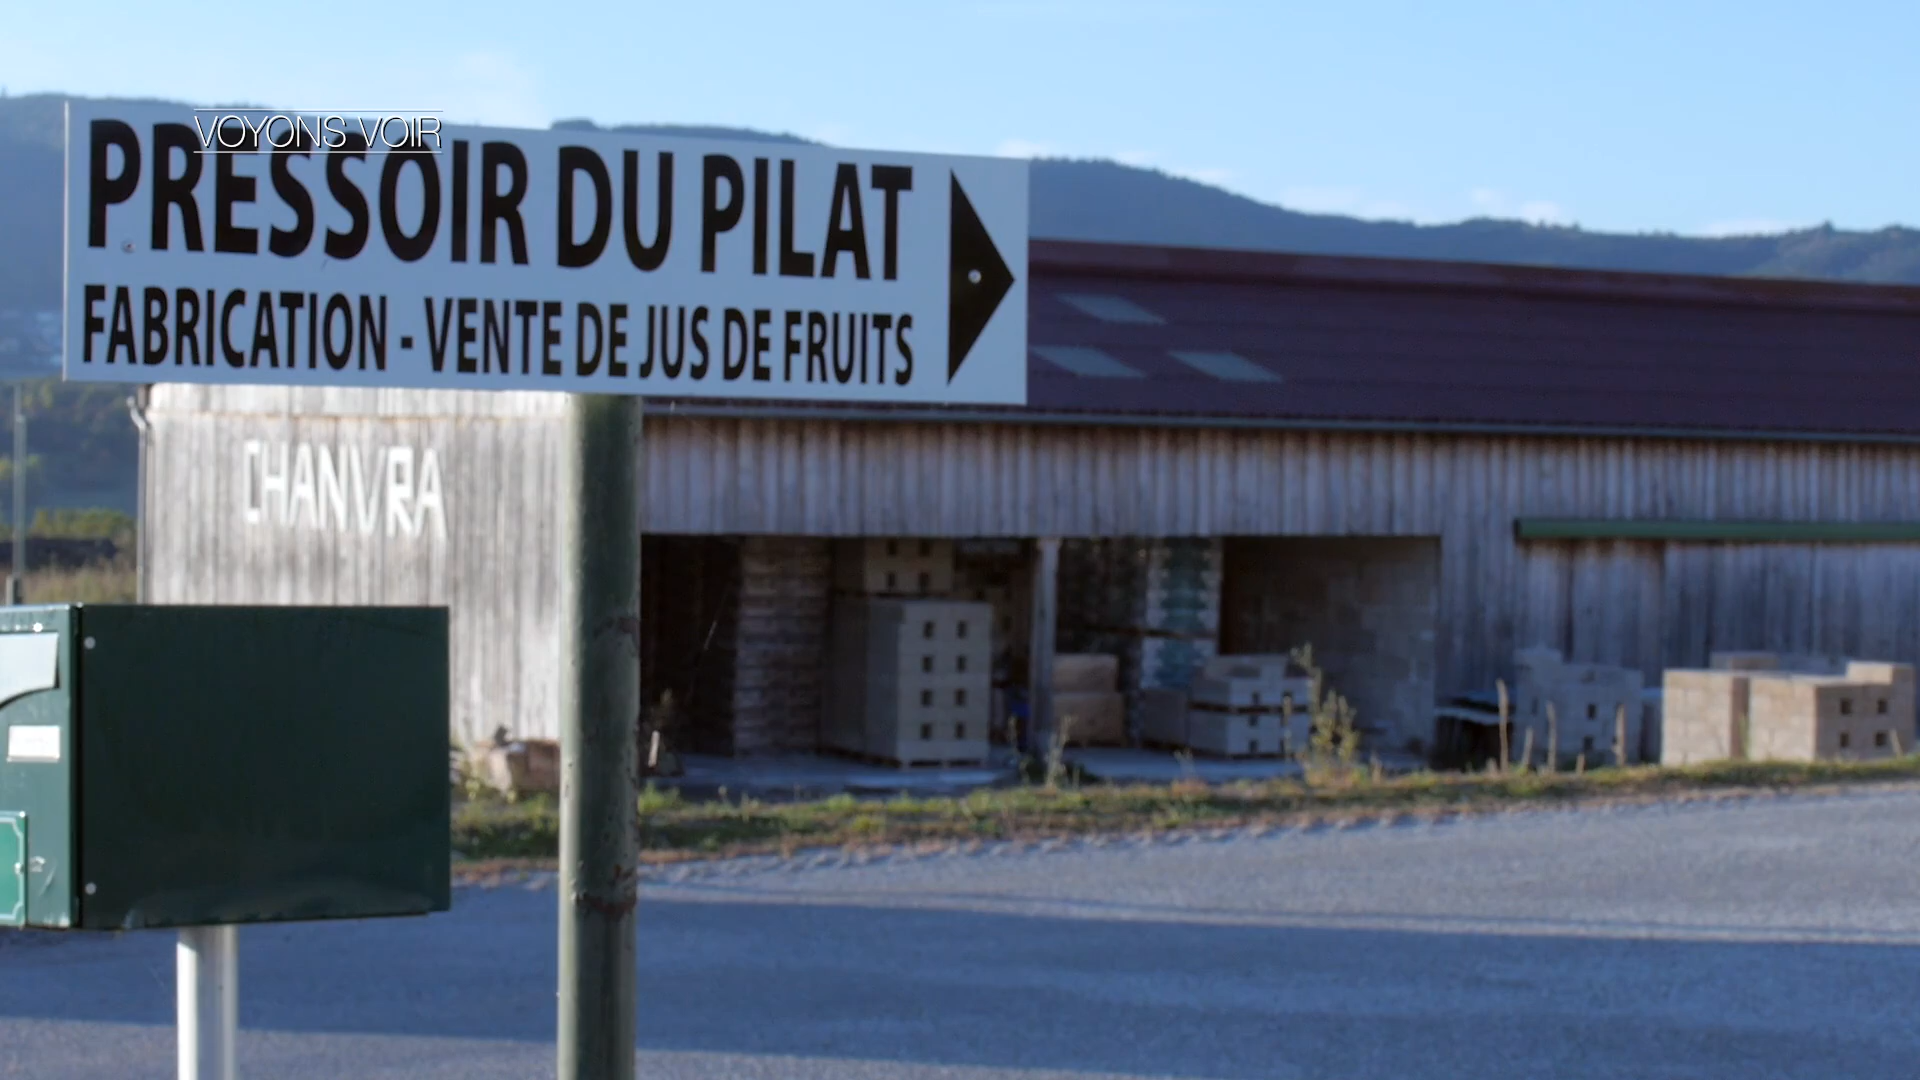 VOYONS VOIR
PRESSOIR DU PILAT
FABRICATION - VENTE DE JUS DE FRUITS
CHANVRA